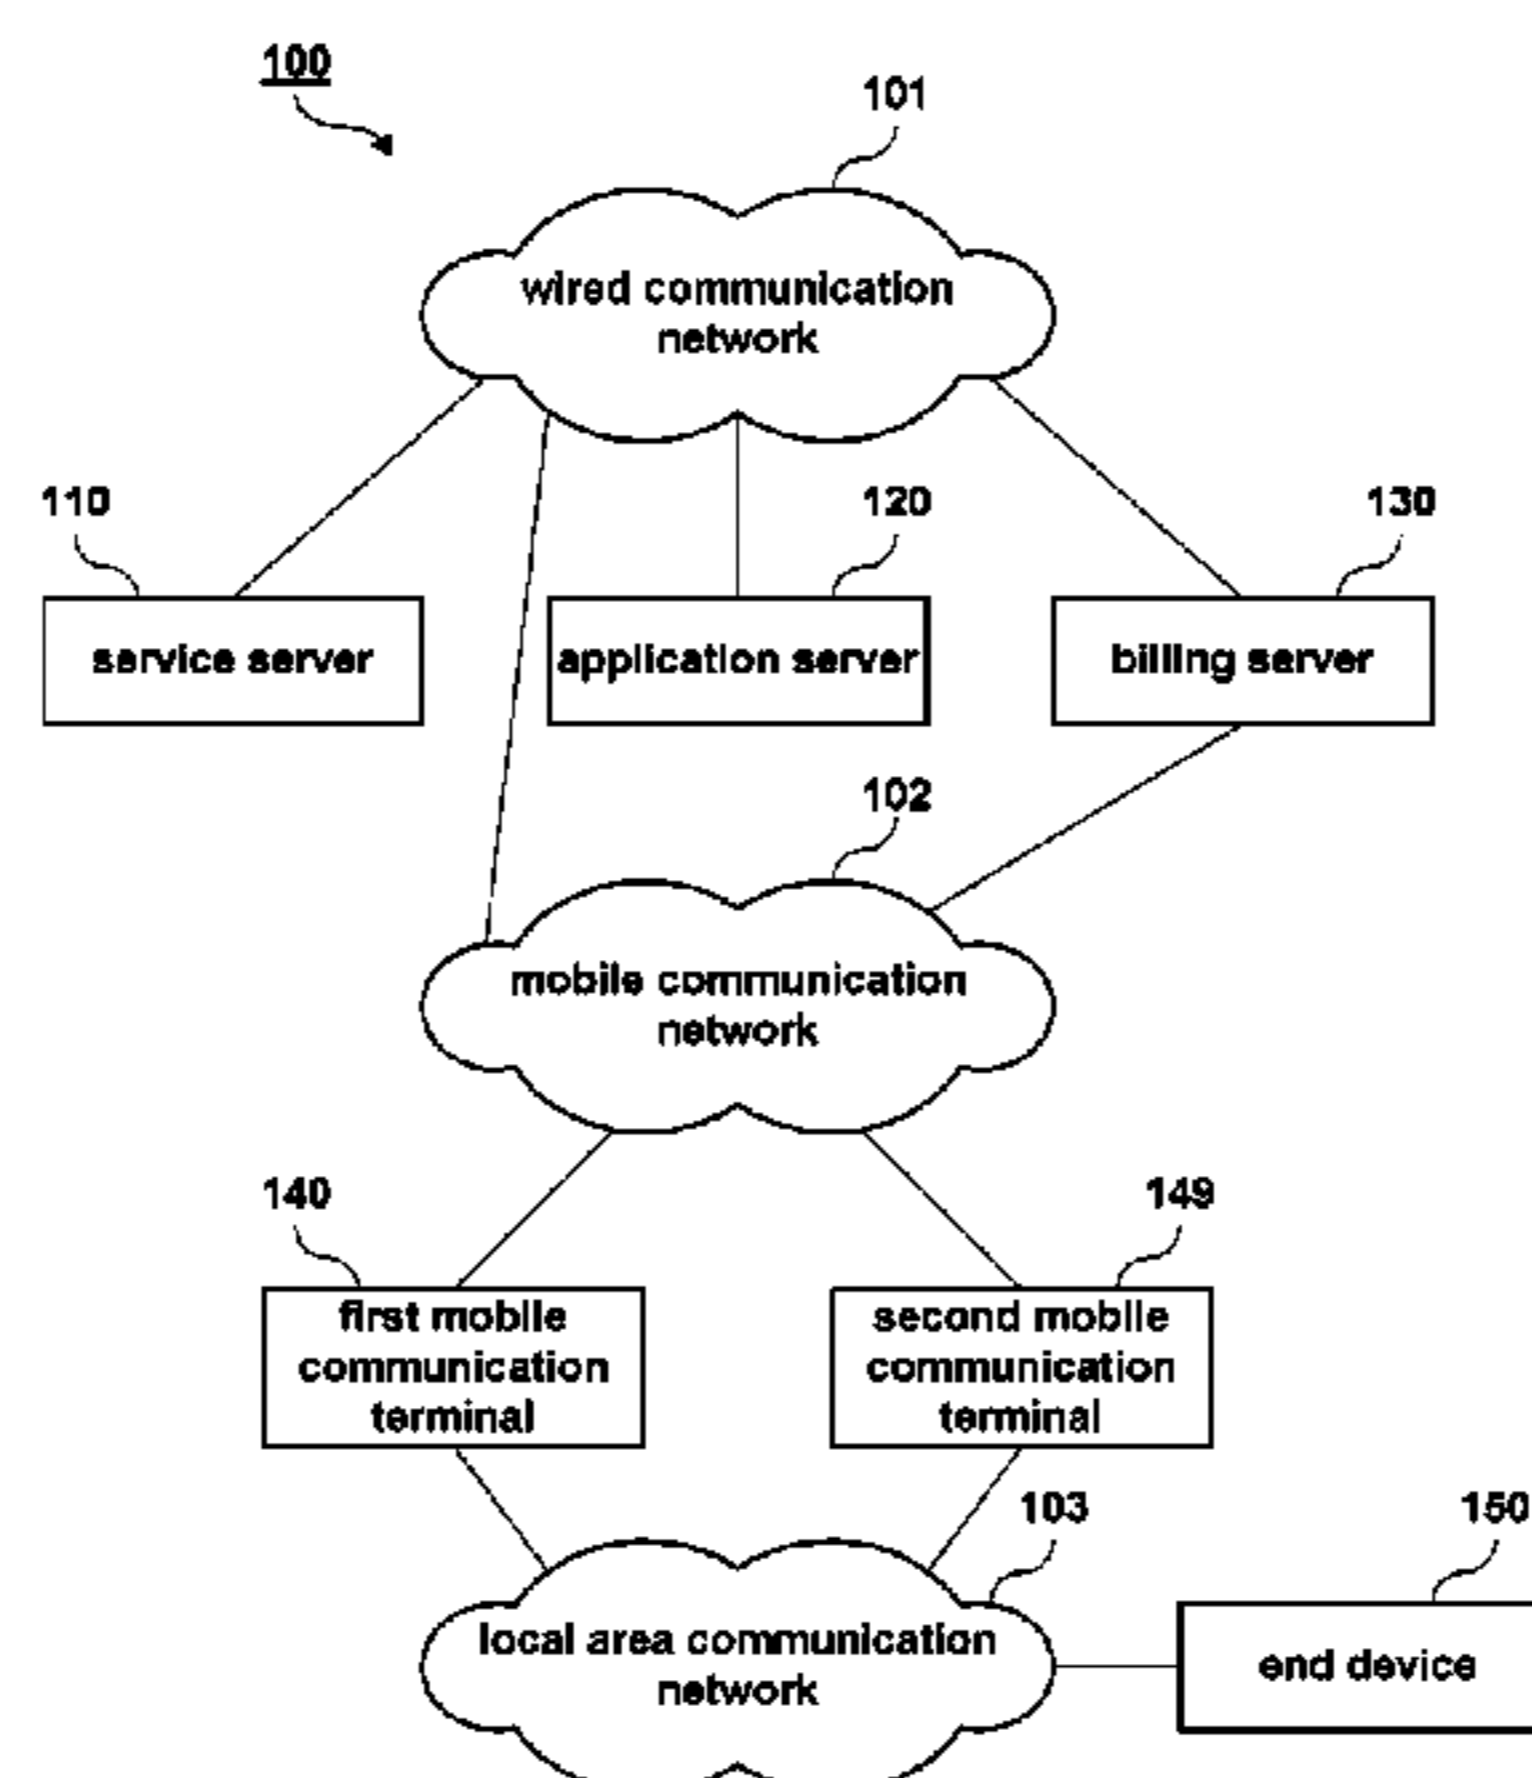 100
101
wired communication
network
110
120
130
service server
application server
billing server
102
mobile communication
network
140
149
first mobile
communication
terminal
second mobile
communication
terminal
103
150
local area communication
network
end device